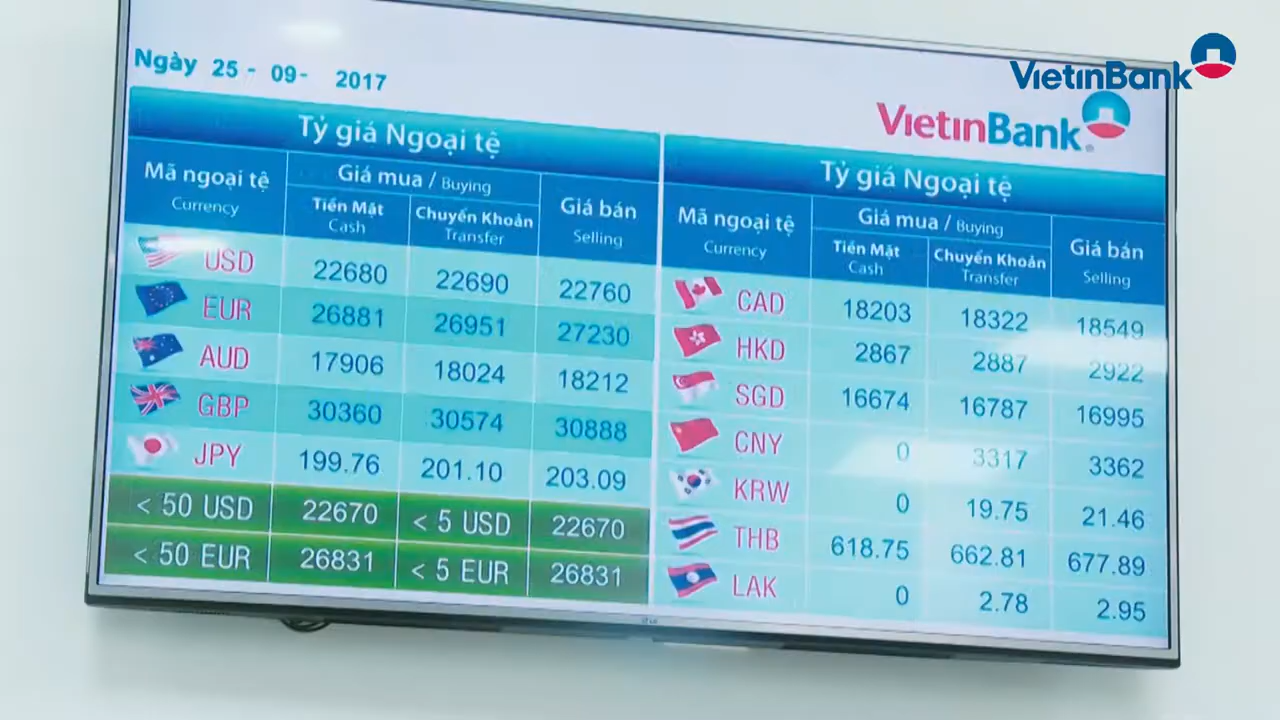 VietinBank
Ngày 25 - 09- 2017
VietinBank
Tỷ giá Ngoại tệ
Mã ngoại tệ Giá mua / Buying Giá bán
Currency Tiền Mặt Chuyển Khoản Selling
Cash Transfer
USD 22680 22690 22760
EUR 26881 26951 27230
AUD 17906 18024 18212
GBP 30360 30574 30888
JPY 199.76 201.10 203.09
< 50 USD 22670 < 5 USD 22670
< 50 EUR 26831 < 5 EUR 26831
Tỷ giá Ngoại tệ
Mã ngoại tệ Giá mua / Buying Giá bán
Currency Tiền Mặt Chuyển Khoản Selling
Cash Transfer
CAD 18203 18322 18549
HKD 2867 2887 2922
SGD 16674 16787 16995
CNY 0 3317 3362
KRW 0 19.75 21.46
THB 618.75 662.81 677.89
LAK 0 2.78 2.95
LG